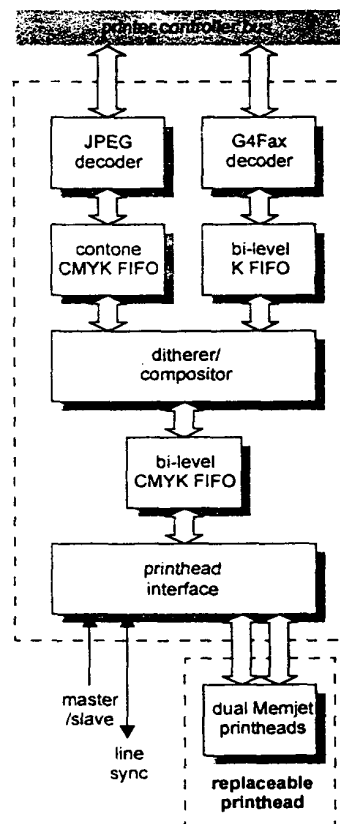 printer controller bus
JPEG
decoder
G4Fax
decoder
contone
CMYK FIFO
bi-level
K FIFO
ditherer/
compositor
bi-level
CMYK FIFO
printhead
interface
master
/slave
line
sync
dual Memjet
printheads
replaceable
printhead